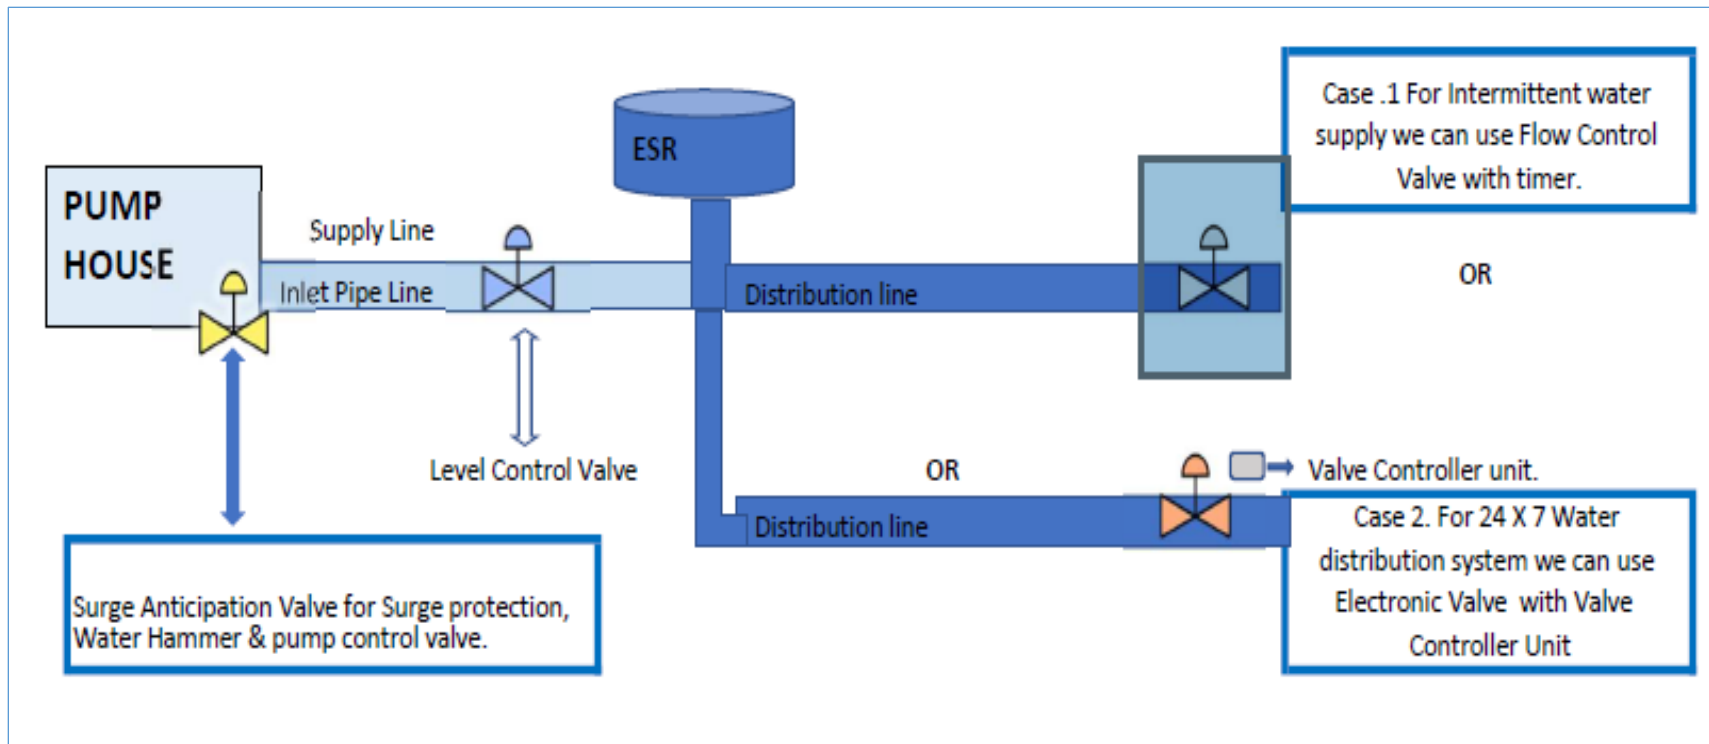 Case .1 For Intermittent water
supply we can use Flow Control
Valve with timer.
ESR
PUMP
HOUSE
Supply Line
Inlet Pipe Line
Distribution line
OR
Level Control Valve
OR
Valve Controller unit.
Distribution line
Case 2. For 24 X 7 Water
distribution system we can use
Electronic Valve with Valve
Controller Unit
Surge Anticipation Valve for Surge protection,
Water Hammer & pump control valve.